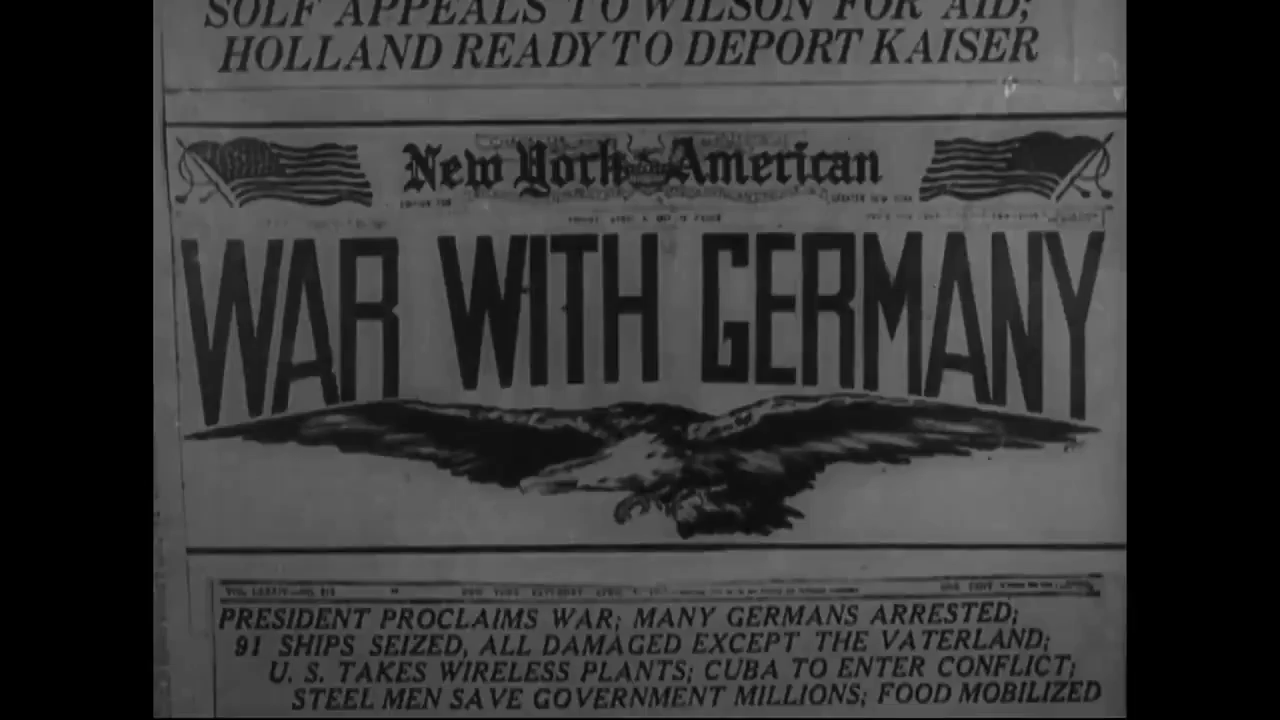 SOLF APPEALS TO WILSON FOR AID;
HOLLAND READY TO DEPORT KAISER
New York American
WAR WITH GERMANY
PRESIDENT PROCLAIMS WAR; MANY GERMANS ARRESTED;
91 SHIPS SEIZED, ALL DAMAGED EXCEPT THE VATERLAND;
U. S. TAKES WIRELESS PLANTS; CUBA TO ENTER CONFLICT;
STEEL MEN SAVE GOVERNMENT MILLIONS; FOOD MOBILIZED